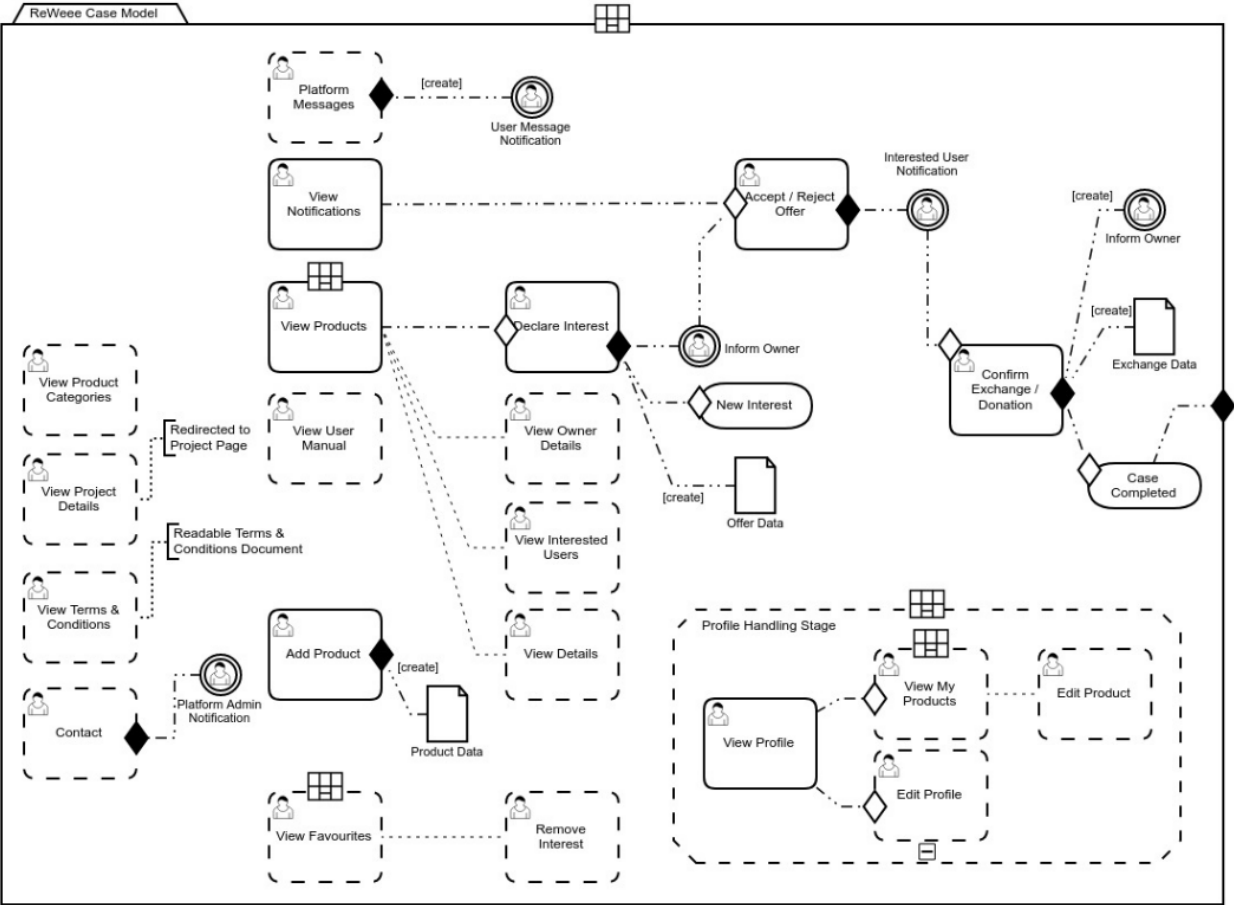 ReWeee Case Model
Platform
Messages
[create]
User Message
Notification
View
Notifications
Accept / Reject
Offer
Interested User
Notification
[create]
Inform Owner
View Products
Declare Interest
Inform Owner
New Interest
[create]
Offer Data
Confirm
Exchange /
Donation
[create]
Exchange Data
Case
Completed
View Product
Categories
View Project
Details
Redirected to
Project Page
View User
Manual
View Owner
Details
View Interested
Users
View Details
Readable Terms &
Conditions Document
View Terms &
Conditions
Contact
Platform Admin
Notification
Add Product
[create]
Product Data
View Favourites
Remove
Interest
Profile Handling Stage
View Profile
View My
Products
Edit Product
Edit Profile